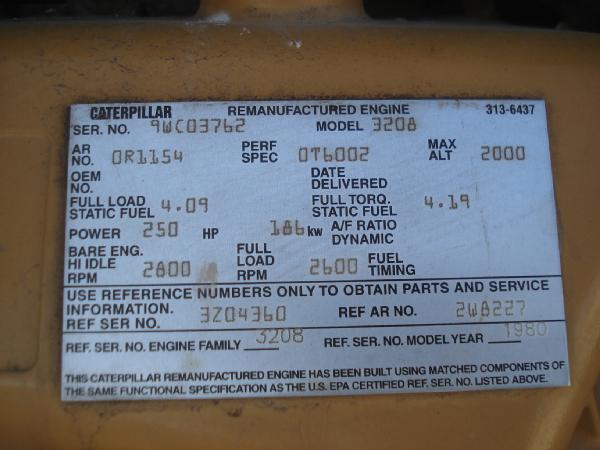 CATERPILLAR REMANUFACTURED ENGINE 313-6437
SER. NO. 9WC03762 MODEL 3208
AR NO. 0R1154 PERF SPEC 0T6002 MAX ALT 2000
OEM NO. DATE DELIVERED
FULL LOAD STATIC FUEL 4.09 FULL TORQ. STATIC FUEL 4.19
POWER 250 HP 186 kw A/F RATIO DYNAMIC
BARE ENG. HI IDLE RPM 2800 FULL LOAD RPM 2600 FUEL TIMING
USE REFERENCE NUMBERS ONLY TO OBTAIN PARTS AND SERVICE
INFORMATION.
REF SER NO. 3Z04360 REF AR NO. 2W8227
REF. SER. NO. ENGINE FAMILY 3208 REF. SER. NO. MODEL YEAR 1980
THIS CATERPILLAR REMANUFACTURED ENGINE HAS BEEN BUILT USING MATCHED COMPONENTS OF
THE SAME FUNCTIONAL SPECIFICATION AS THE U.S. EPA CERTIFIED REF. SER. NO. LISTED ABOVE.